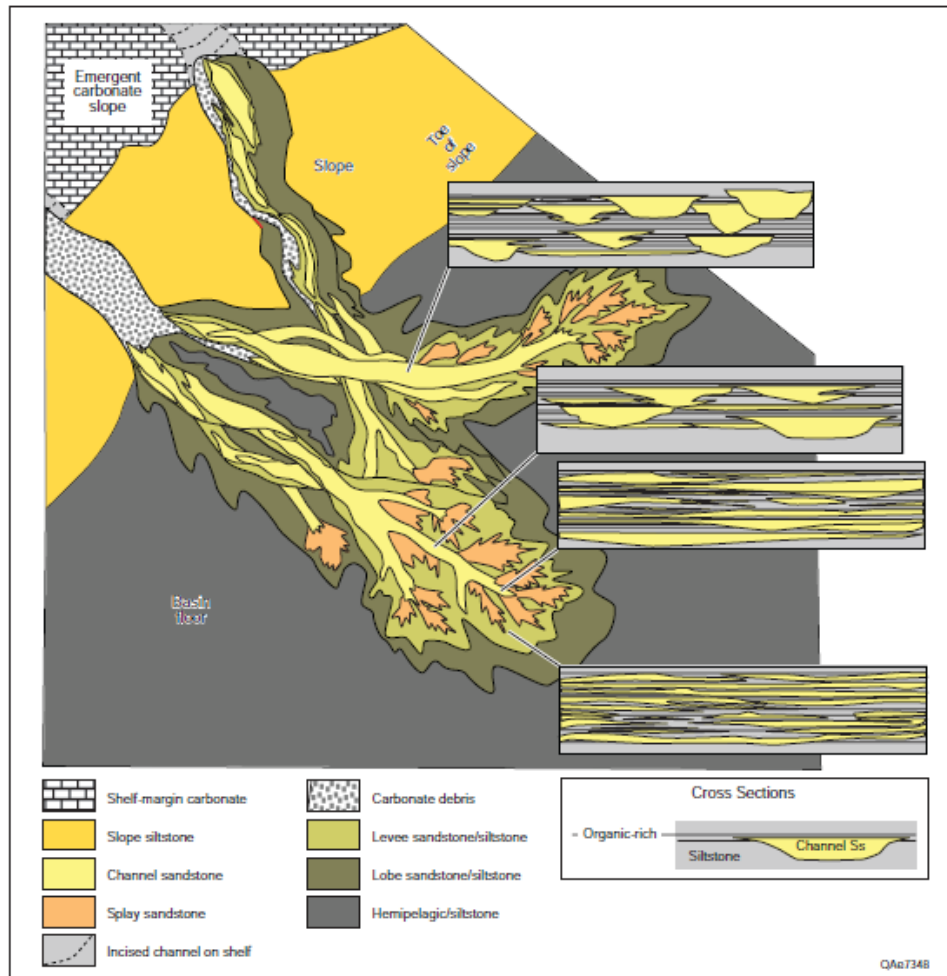 Emergent
carbonate
slope
Slope
Toe
of
slope
Basin
floor
Shelf-margin carbonate
Slope siltstone
Channel sandstone
Splay sandstone
Incised channel on shelf
Carbonate debris
Levee sandstone/siltstone
Lobe sandstone/siltstone
Hemipelagic/siltstone
Cross Sections
Organic-rich
Channel Ss
Siltstone
QAe7348